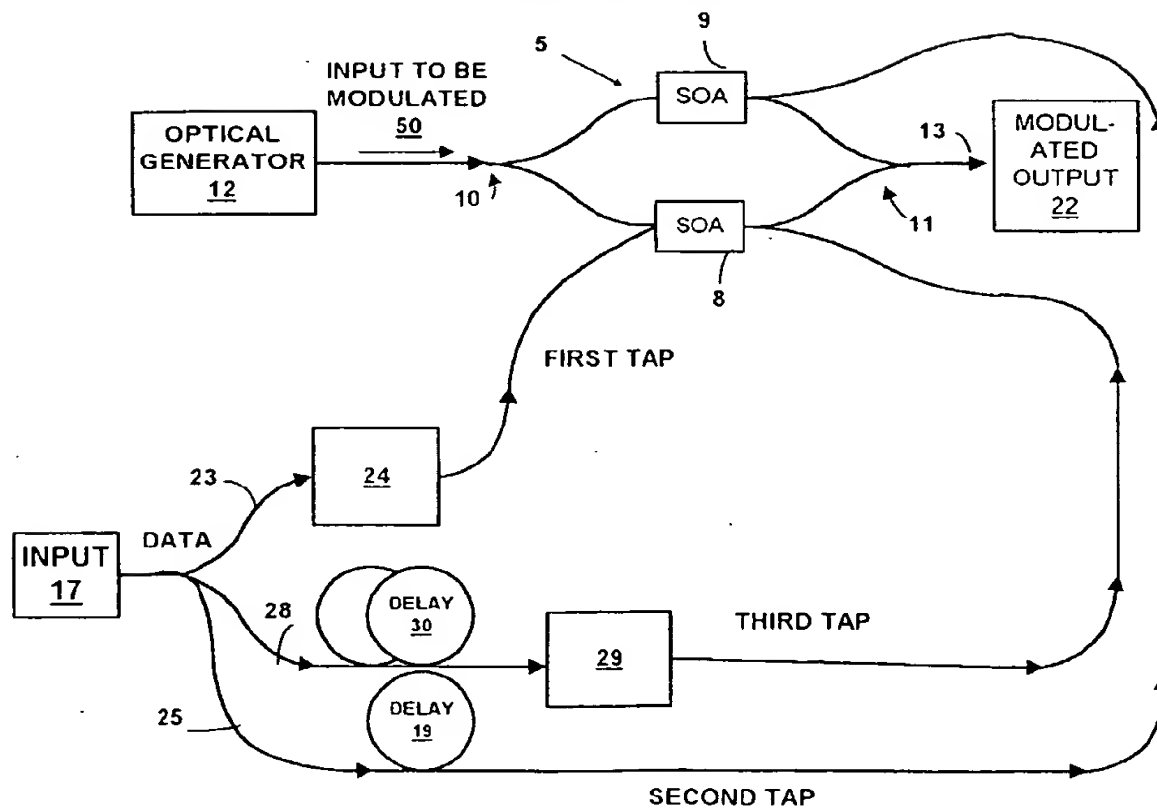 9
5
INPUT TO BE
MODULATED
50
SOA
OPTICAL
GENERATOR
12
10
13
MODUL-
ATED
OUTPUT
22
11
SOA
8
FIRST TAP
23
24
DATA
INPUT
17
28
DELAY
30
29
THIRD TAP
25
DELAY
19
SECOND TAP